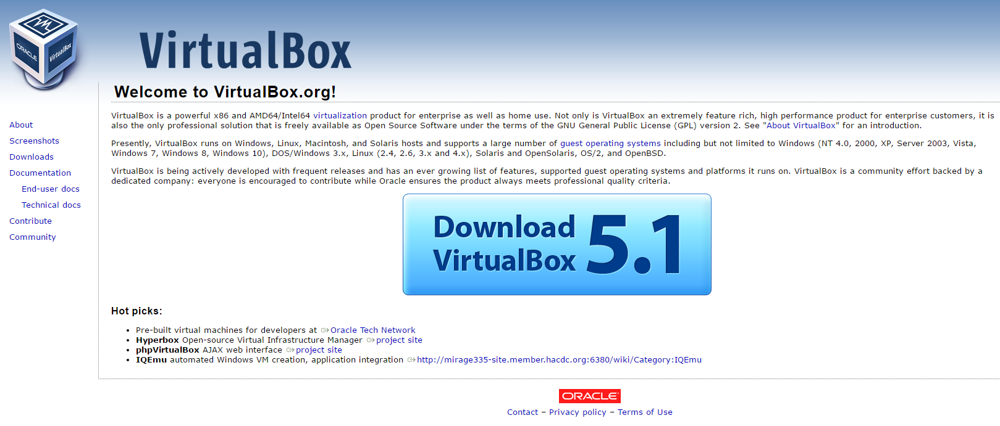 ORACLE
VirtualBox
VirtualBox
Welcome to VirtualBox.org!
About
Screenshots
Downloads
Documentation
End-user docs
Technical docs
Contribute
Community
VirtualBox is a powerful x86 and AMD64/Intel64 virtualization product for enterprise as well as home use. Not only is VirtualBox an extremely feature rich, high performance product for enterprise customers, it is
also the only professional solution that is freely available as Open Source Software under the terms of the GNU General Public License (GPL) version 2. See "About VirtualBox" for an introduction.
Presently, VirtualBox runs on Windows, Linux, Macintosh, and Solaris hosts and supports a large number of guest operating systems including but not limited to Windows (NT 4.0, 2000, XP, Server 2003, Vista,
Windows 7, Windows 8, Windows 10), DOS/Windows 3.x, Linux (2.4, 2.6, 3.x and 4.x), Solaris and OpenSolaris, OS/2, and OpenBSD.
VirtualBox is being actively developed with frequent releases and has an ever growing list of features, supported guest operating systems and platforms it runs on. VirtualBox is a community effort backed by a
dedicated company: everyone is encouraged to contribute while Oracle ensures the product always meets professional quality criteria.
Download
VirtualBox 5.1
Hot picks:
• Pre-built virtual machines for developers at Oracle Tech Network
• Hyperbox Open-source Virtual Infrastructure Manager project site
• phpVirtualBox AJAX web interface project site
• IQEmu automated Windows VM creation, application integration http://mirage335-site.member.hacdc.org:6380/wiki/Category:IQEmu
ORACLE
Contact – Privacy policy – Terms of Use